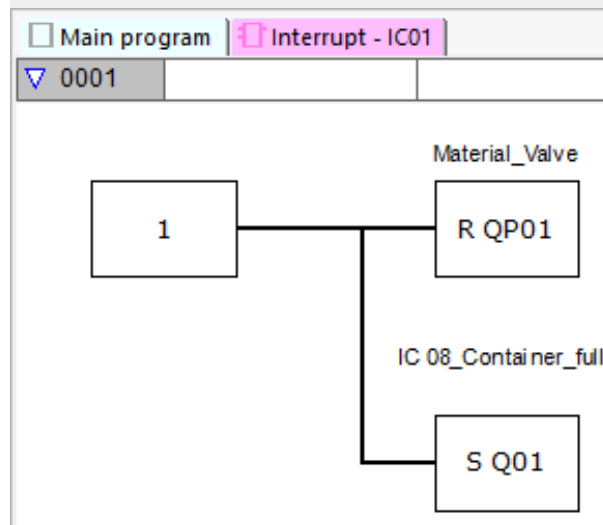 Main program
Interrupt - IC01
0001
Material_Valve
1
R QP01
IC 08_Container_full
S Q01